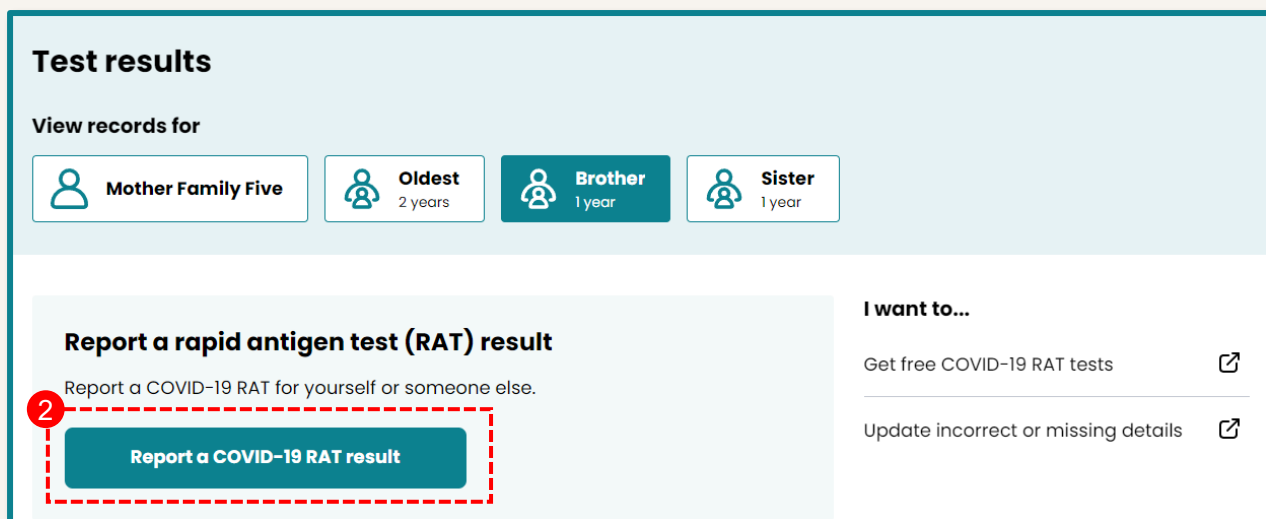 Test results
View records for
Mother Family Five
Oldest
2 years
Brother
1 year
Sister
1 year
Report a rapid antigen test (RAT) result
Report a COVID-19 RAT for yourself or someone else.
2
Report a COVID-19 RAT result
I want to...
Get free COVID-19 RAT tests
Update incorrect or missing details